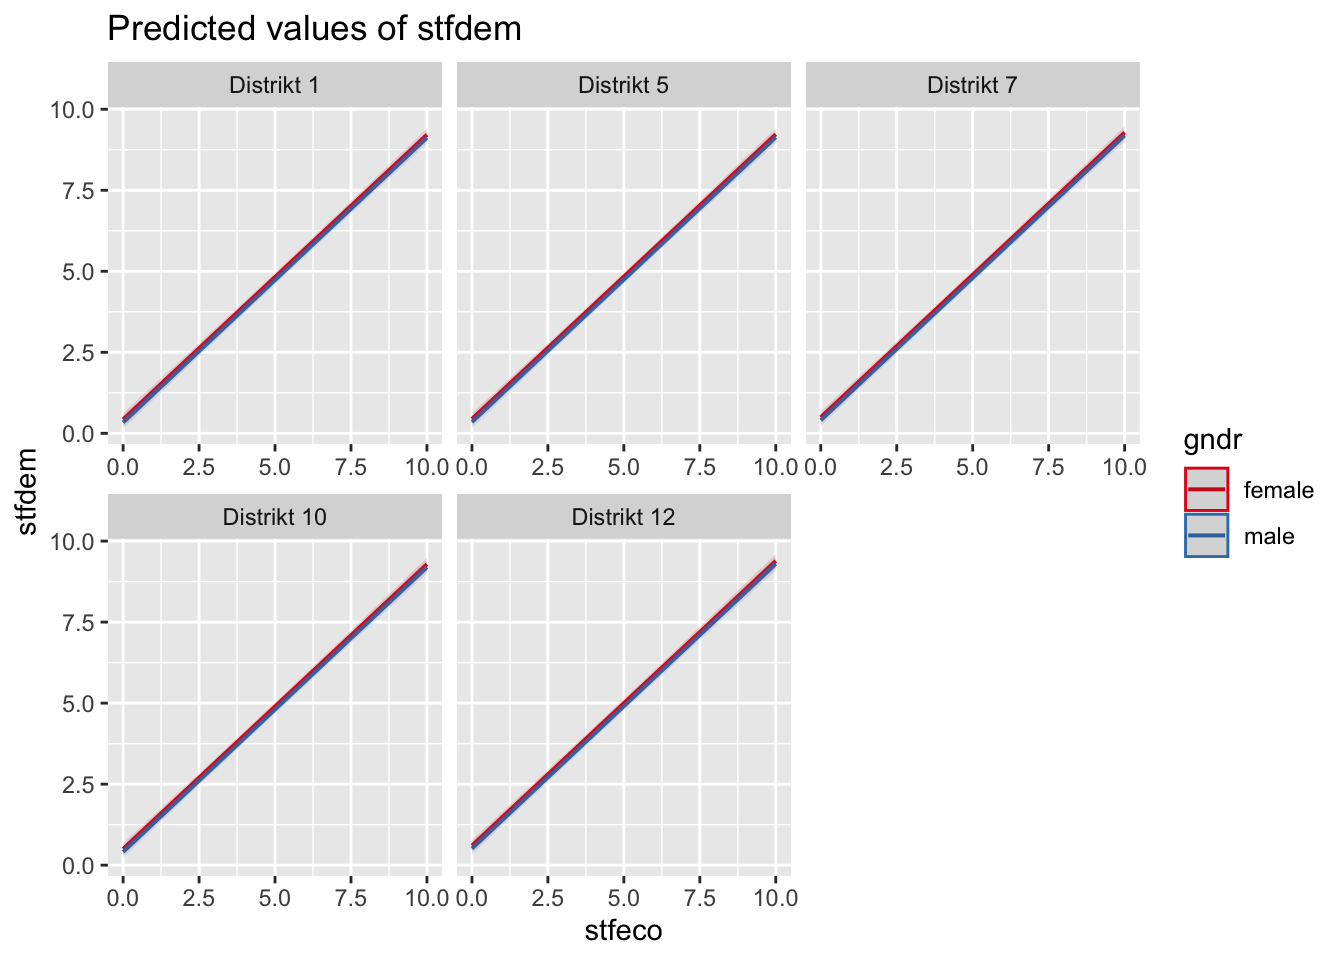 Predicted values of stfdem
Distrikt 1 Distrikt 5 Distrikt 7
10.0
7.5
5.0
2.5
0.0
0.0 2.5 5.0 7.5 10.0 0.0 2.5 5.0 7.5 10.0 0.0 2.5 5.0 7.5 10.0
stfdem
gndr
female
male
Distrikt 10 Distrikt 12
10.0
7.5
5.0
2.5
0.0
0.0 2.5 5.0 7.5 10.0 0.0 2.5 5.0 7.5 10.0
stfeco